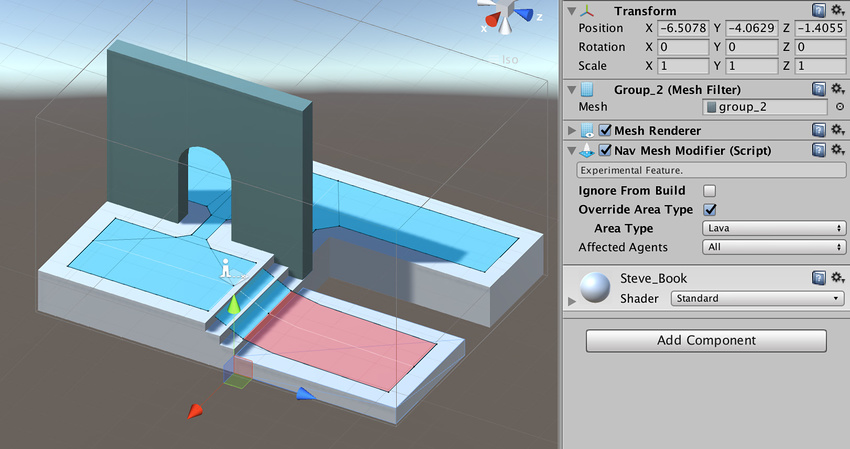 x
z
Iso
Transform
Position X -6.5078 Y -4.0629 Z -1.4055
Rotation X 0 Y 0 Z 0
Scale X 1 Y 1 Z 1
Group_2 (Mesh Filter)
Mesh group_2
Mesh Renderer
Nav Mesh Modifier (Script)
Experimental Feature.
Ignore From Build
Override Area Type
Area Type Lava
Affected Agents All
Steve_Book
Shader Standard
Add Component